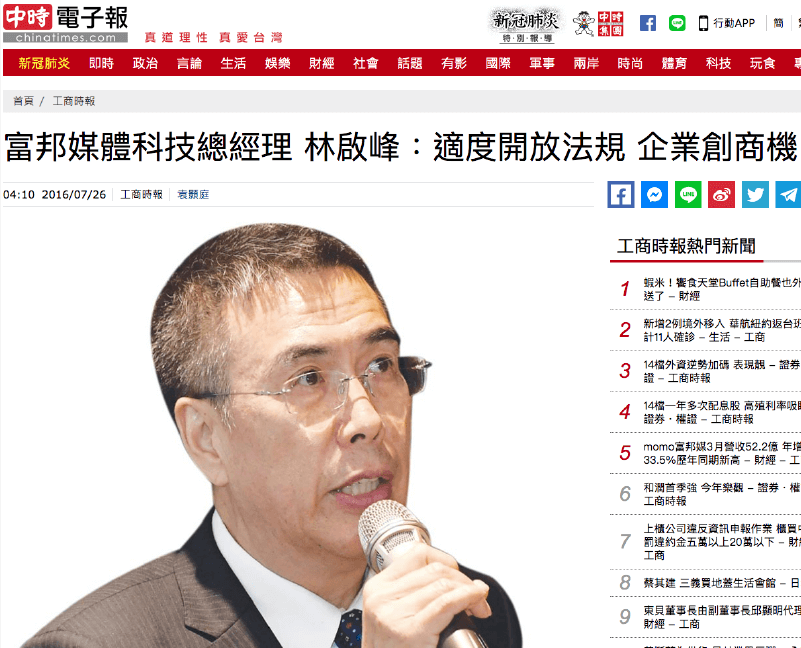 中時 電子報
chinatimes.com
真道理性 真愛台灣
新冠肺炎
特別報導
中時
集團
行動APP
簡
新冠肺炎 即時 政治 言論 生活 娛樂 財經 社會 話題 有影 國際 軍事 兩岸 時尚 體育 科技 玩食
首頁 / 工商時報
富邦媒體科技總經理 林啟峰：適度開放法規 企業創商機
04:10 2016/07/26 工商時報 袁顥庭
LINE
工商時報熱門新聞
1 蝦米！饗食天堂Buffet自助餐也外
送了 – 財經
2 新增2例境外移入 華航紐約返台班
計11人確診 – 生活 – 工商
3 14檔外資逆勢加碼 表現靚 – 證券
證 – 工商時報
4 14檔一年多次配息股 高殖利率吸
證券・權證 – 工商時報
5 momo富邦媒3月營收52.2億 年增
33.5%歷年同期新高 – 財經 – 工
6 和潤首季強 今年樂觀 – 證券・權
工商時報
7 上櫃公司違反資訊申報作業 櫃買
罰違約金五萬以上20萬以下 – 財
工商
8 蔡其建 三義買地蓋生活會館 – 日
9 東貝董事長由副董事長邱顯明代理
財經 – 工商